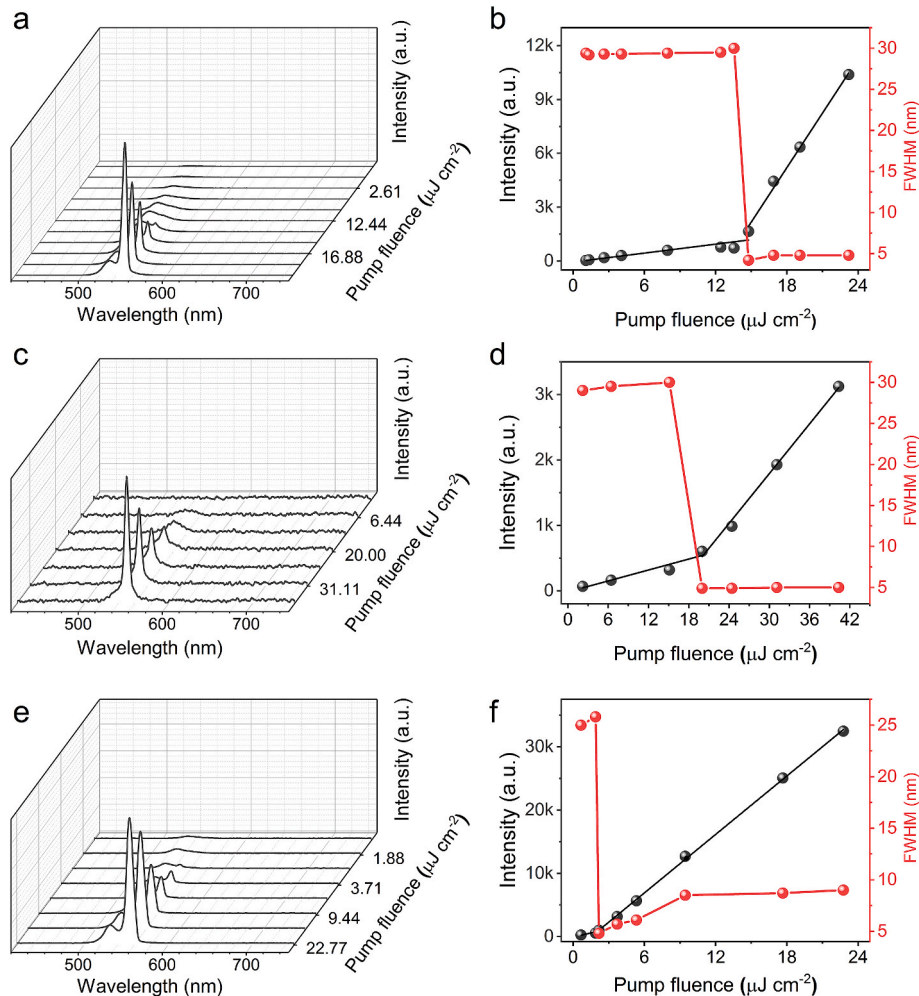 a
Intensity (a.u.)
2.61
12.44
16.88
Pump fluence (μJ cm⁻²)
500 600 700
Wavelength (nm)
b
12k
9k
6k
3k
0
Intensity (a.u.)
30
25
20
15
10
5
FWHM (nm)
0 6 12 18 24
Pump fluence (μJ cm⁻²)
c
Intensity (a.u.)
6.44
20.00
31.11
Pump fluence (μJ cm⁻²)
500 600 700
Wavelength (nm)
d
3k
2k
1k
0
Intensity (a.u.)
30
25
20
15
10
5
FWHM (nm)
0 6 12 18 24 30 36 42
Pump fluence (μJ cm⁻²)
e
Intensity (a.u.)
1.88
3.71
9.44
22.77
Pump fluence (μJ cm⁻²)
500 600 700
Wavelength (nm)
f
30k
20k
10k
0
Intensity (a.u.)
25
20
15
10
5
FWHM (nm)
0 6 12 18 24
Pump fluence (μJ cm⁻²)